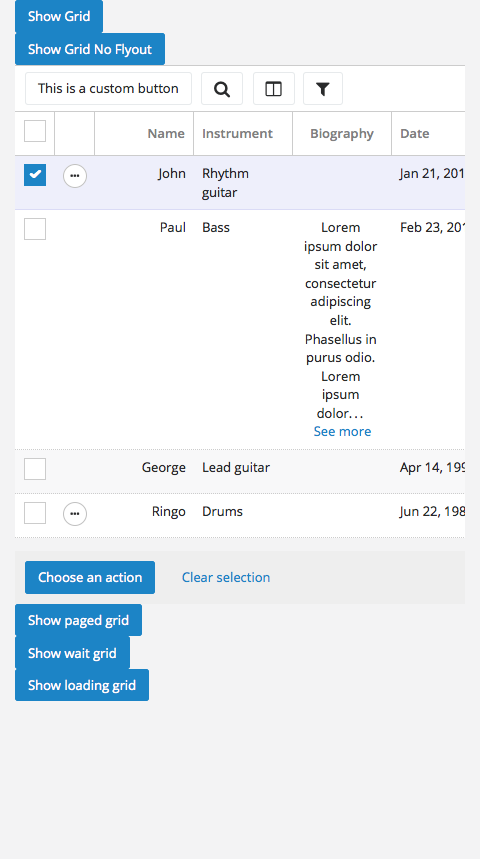 Show Grid
Show Grid No Flyout
This is a custom button
Name Instrument Biography Date
John Rhythm guitar Jan 21, 201
Paul Bass Lorem Feb 23, 201
ipsum dolor
sit amet,
consectetur
adipiscing
elit.
Phasellus in
purus odio.
Lorem
ipsum
dolor...
See more
George Lead guitar Apr 14, 199
Ringo Drums Jun 22, 198
Choose an action Clear selection
Show paged grid
Show wait grid
Show loading grid